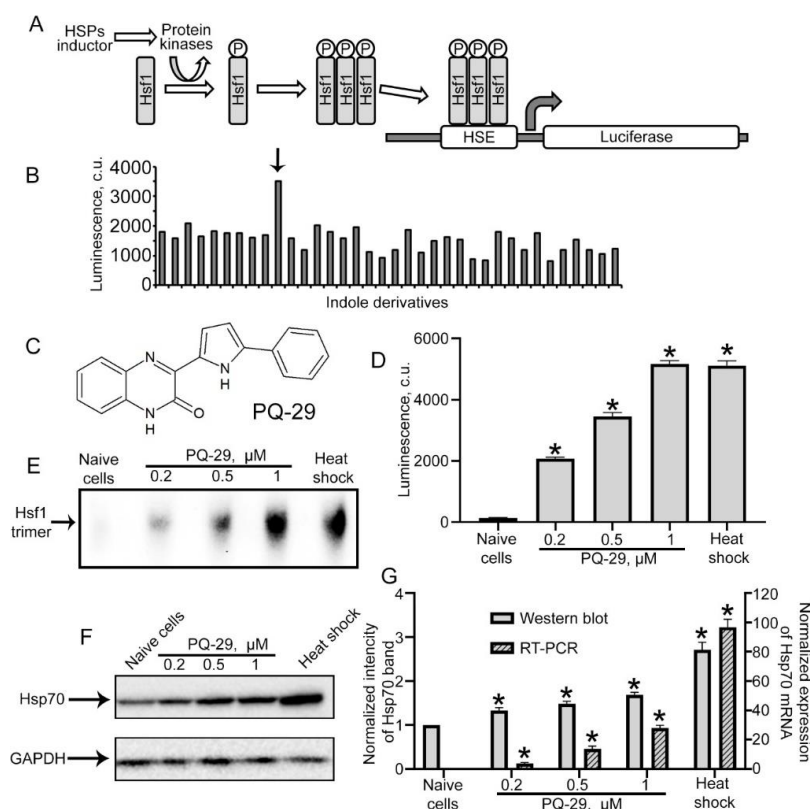 A
HSPs inductor
Protein kinases
P
P
P
P
P
P
P
Hsf1
Hsf1
Hsf1
Hsf1
Hsf1
Hsf1
Hsf1
Hsf1
HSE
Luciferase
B
Luminescence, c.u.
4000
3000
2000
1000
0
Indole derivatives
C
N
N
H
O
N
H
PQ-29
D
Luminescence, c.u.
6000
4000
2000
0
*
*
*
*
Naive cells
0.2
0.5
1
PQ-29, µM
Heat shock
E
Naive cells
PQ-29, µM
0.2
0.5
1
Heat shock
Hsf1 trimer
F
Naive cells
PQ-29, µM
0.2
0.5
1
Heat shock
Hsp70
GAPDH
G
Normalized intencity of Hsp70 band
4
3
2
1
0
Western blot
RT-PCR
*
*
*
*
*
*
*
*
120
100
80
60
40
20
0
Normalized expression of Hsp70 mRNA
Naive cells
0.2
0.5
1
PQ-29, µM
Heat shock